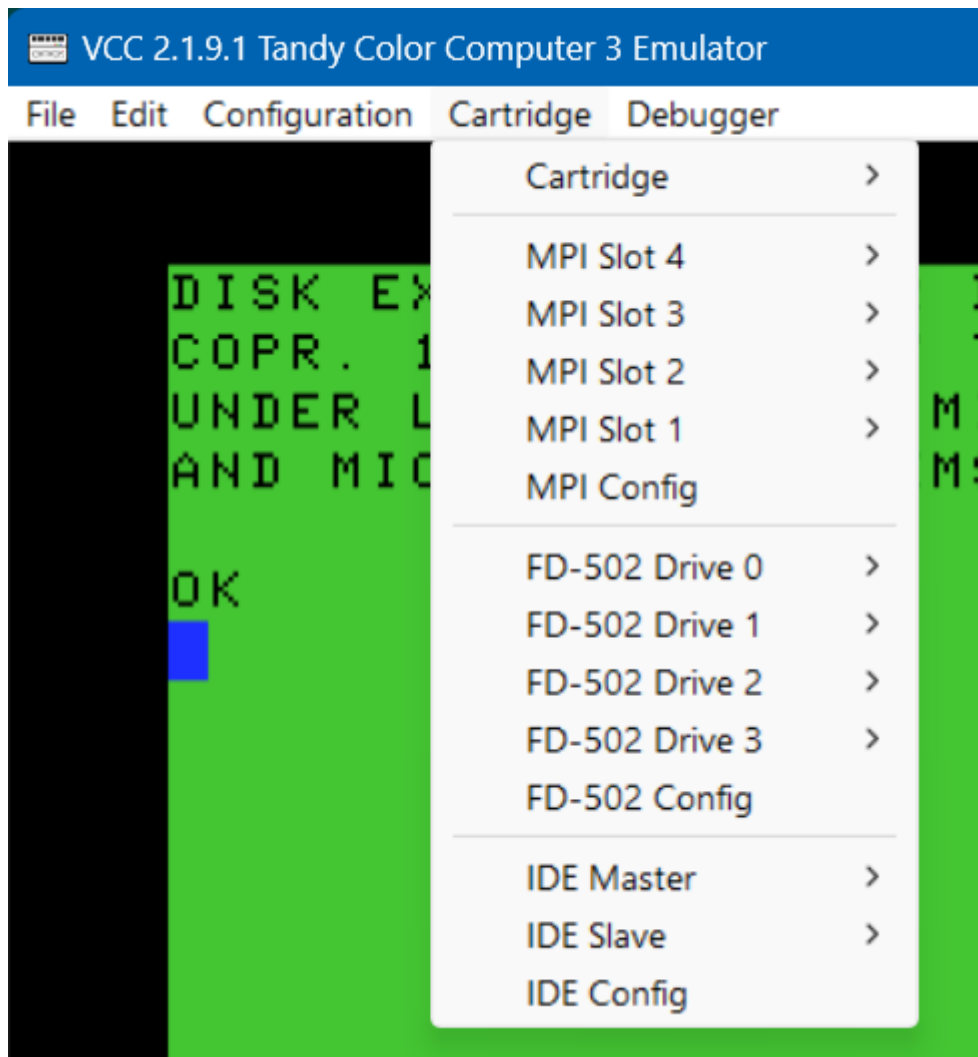 VCC 2.1.9.1 Tandy Color Computer 3 Emulator
File Edit Configuration Cartridge Debugger
Cartridge
MPI Slot 4
MPI Slot 3
MPI Slot 2
MPI Slot 1
MPI Config
FD-502 Drive 0
FD-502 Drive 1
FD-502 Drive 2
FD-502 Drive 3
FD-502 Config
IDE Master
IDE Slave
IDE Config
DISK
COPR.
UNDER
AND
OK